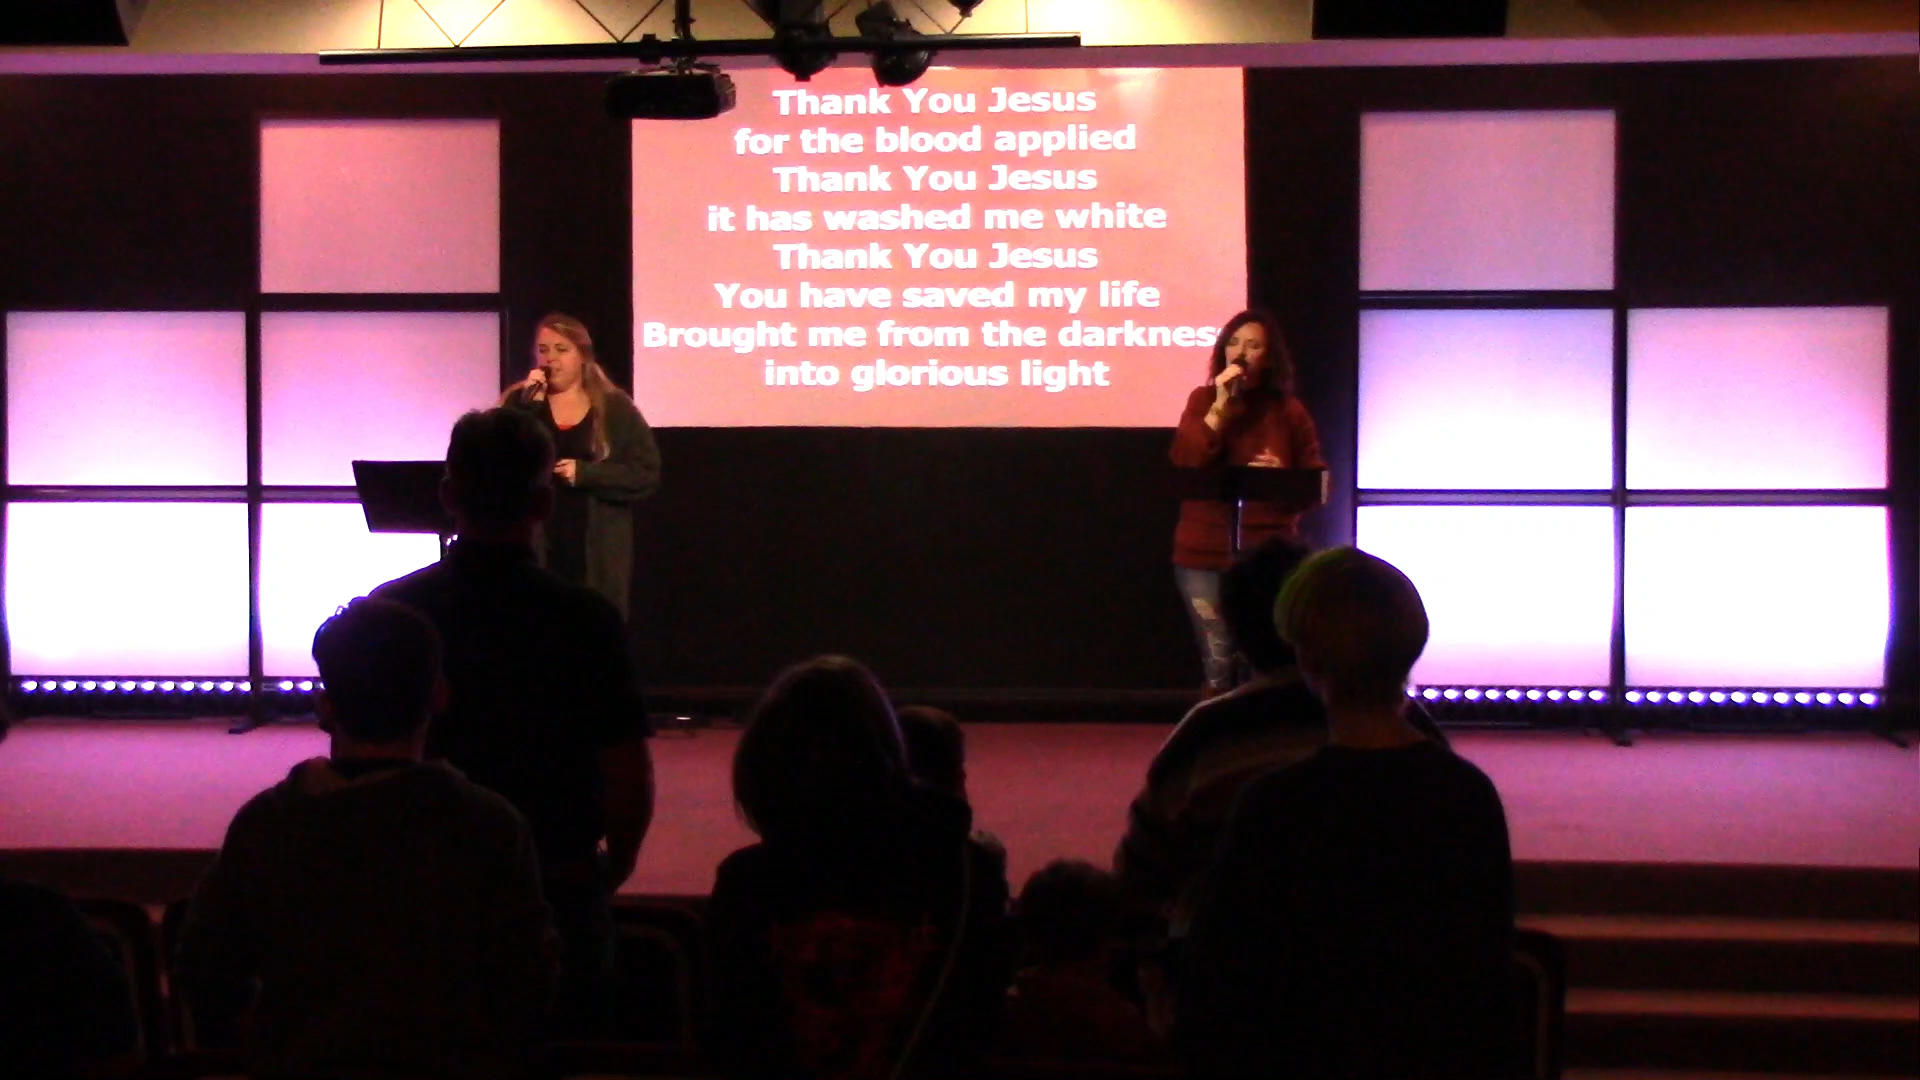 Thank You Jesus
for the blood applied
Thank You Jesus
it has washed me white
Thank You Jesus
You have saved my life
Brought me from the darkness
into glorious light